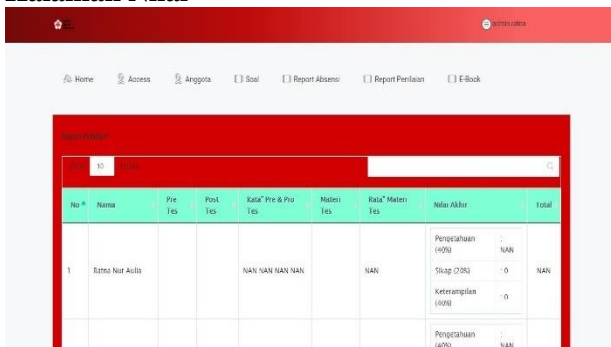 Home Access Anggota Soal Report Absensi Report Penilaian E-Book
10
No Nama Pre Tes Post Tes Rata" Pre & Pro Tes Materi Tes Rata" Materi Tes Nilai Akhir Total
Pengetahuan (40%) : NAN
1 Ratna Nur Aulia NAN NAN NAN NAN NAN Sikap (20%) : 0 NAN
Keterampilan (40%) : 0
Pengetahuan (40%) : NAN